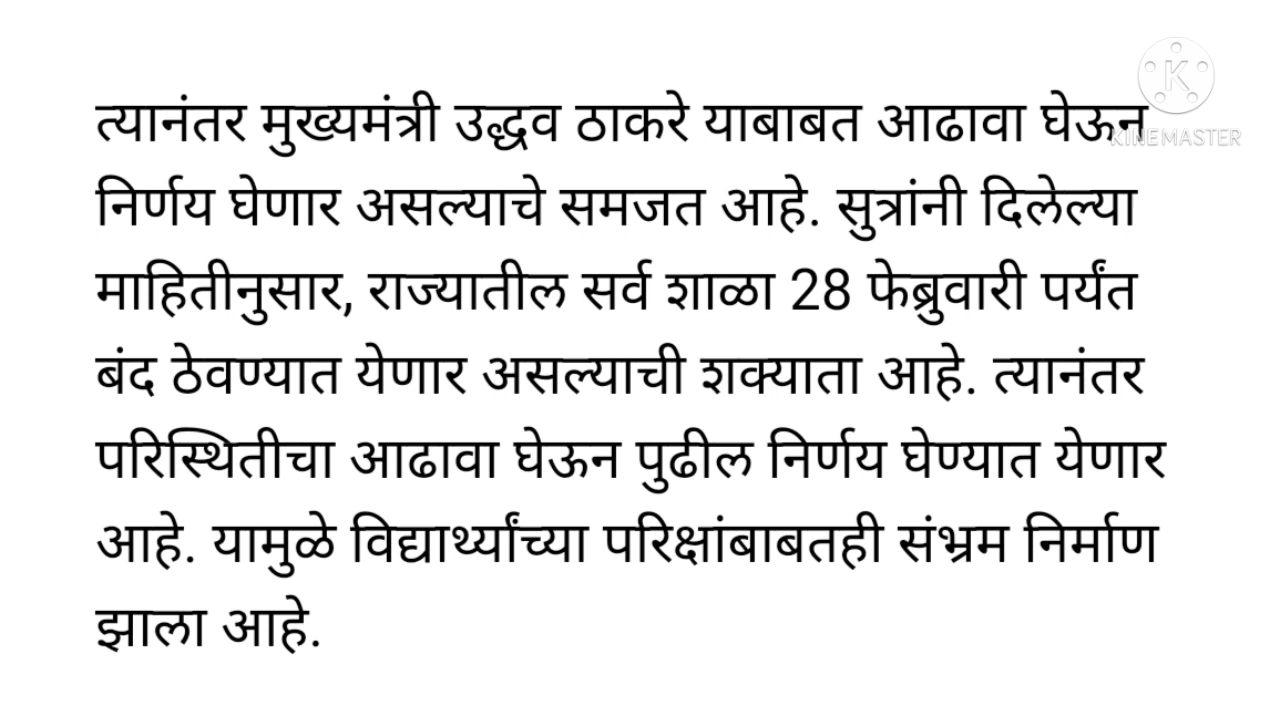 त्यानंतर मुख्यमंत्री उद्धव ठाकरे याबाबत आढावा घेऊन
निर्णय घेणार असल्याचे समजत आहे. सुत्रांनी दिलेल्या
माहितीनुसार, राज्यातील सर्व शाळा 28 फेब्रुवारी पर्यंत
बंद ठेवण्यात येणार असल्याची शक्याता आहे. त्यानंतर
परिस्थितीचा आढावा घेऊन पुढील निर्णय घेण्यात येणार
आहे. यामुळे विद्यार्थ्यांच्या परिक्षांबाबतही संभ्रम निर्माण
झाला आहे.
K
KINEMASTER